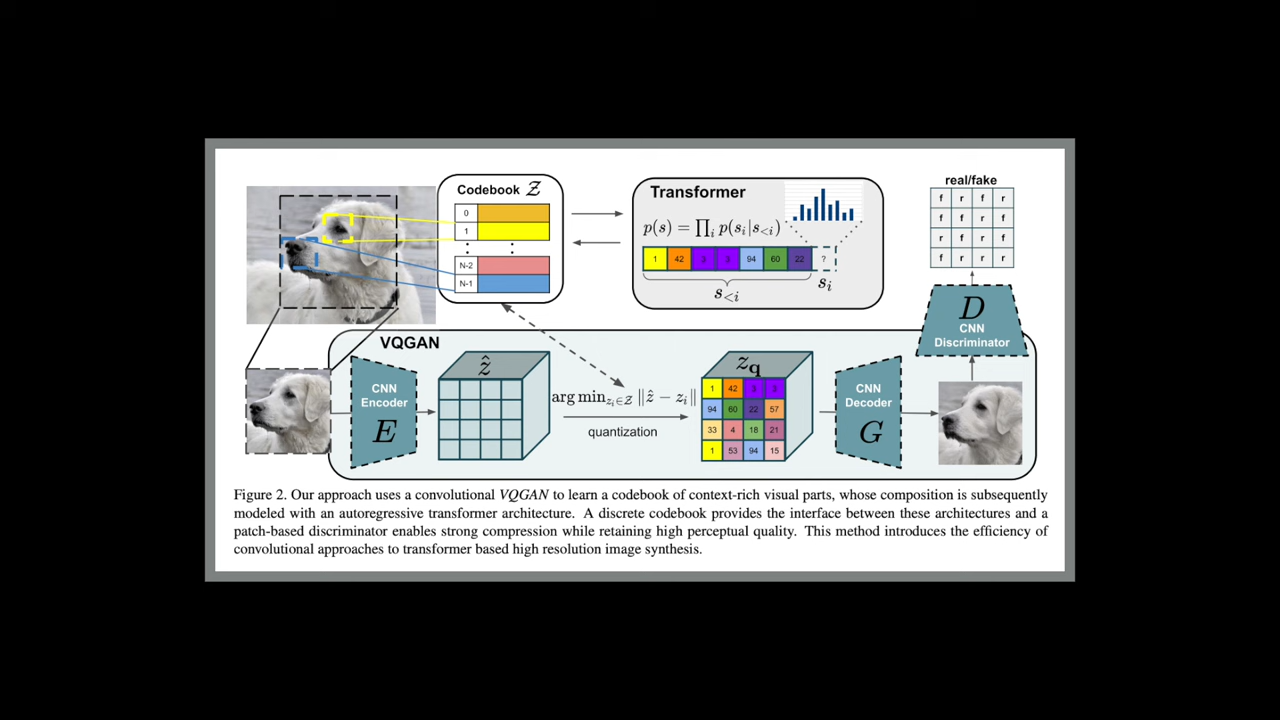 Codebook 𝒵
0
1
N-2
N-1
Transformer
p(s) = ∏ᵢ p(sᵢ|s<ᵢ)
1 42 3 3 94 60 22 ?
s<ᵢ
sᵢ
real/fake
f r f r
f f r f
r f r r
f r r r
D
CNN
Discriminator
VQGAN
CNN
Encoder
E
ẑ
arg min zᵢ∈𝒵 ‖ẑ − zᵢ‖
quantization
z𝐪
1 42 3 3
94 60 22 57
33 4 18 21
1 53 94 15
CNN
Decoder
G
Figure 2. Our approach uses a convolutional VQGAN to learn a codebook of context-rich visual parts, whose composition is subsequently
modeled with an autoregressive transformer architecture. A discrete codebook provides the interface between these architectures and a
patch-based discriminator enables strong compression while retaining high perceptual quality. This method introduces the efficiency of
convolutional approaches to transformer based high resolution image synthesis.